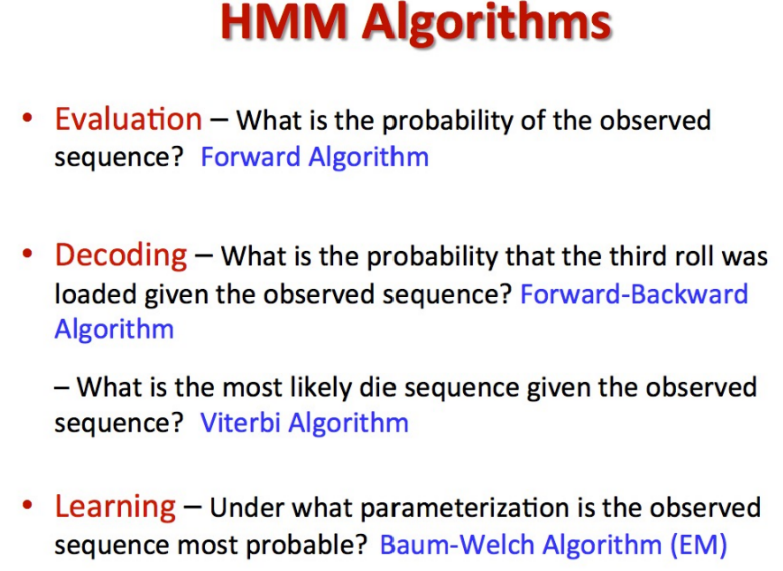 HMM Algorithms
• Evaluation – What is the probability of the observed
sequence? Forward Algorithm
• Decoding – What is the probability that the third roll was
loaded given the observed sequence? Forward-Backward
Algorithm
– What is the most likely die sequence given the observed
sequence? Viterbi Algorithm
• Learning – Under what parameterization is the observed
sequence most probable? Baum-Welch Algorithm (EM)